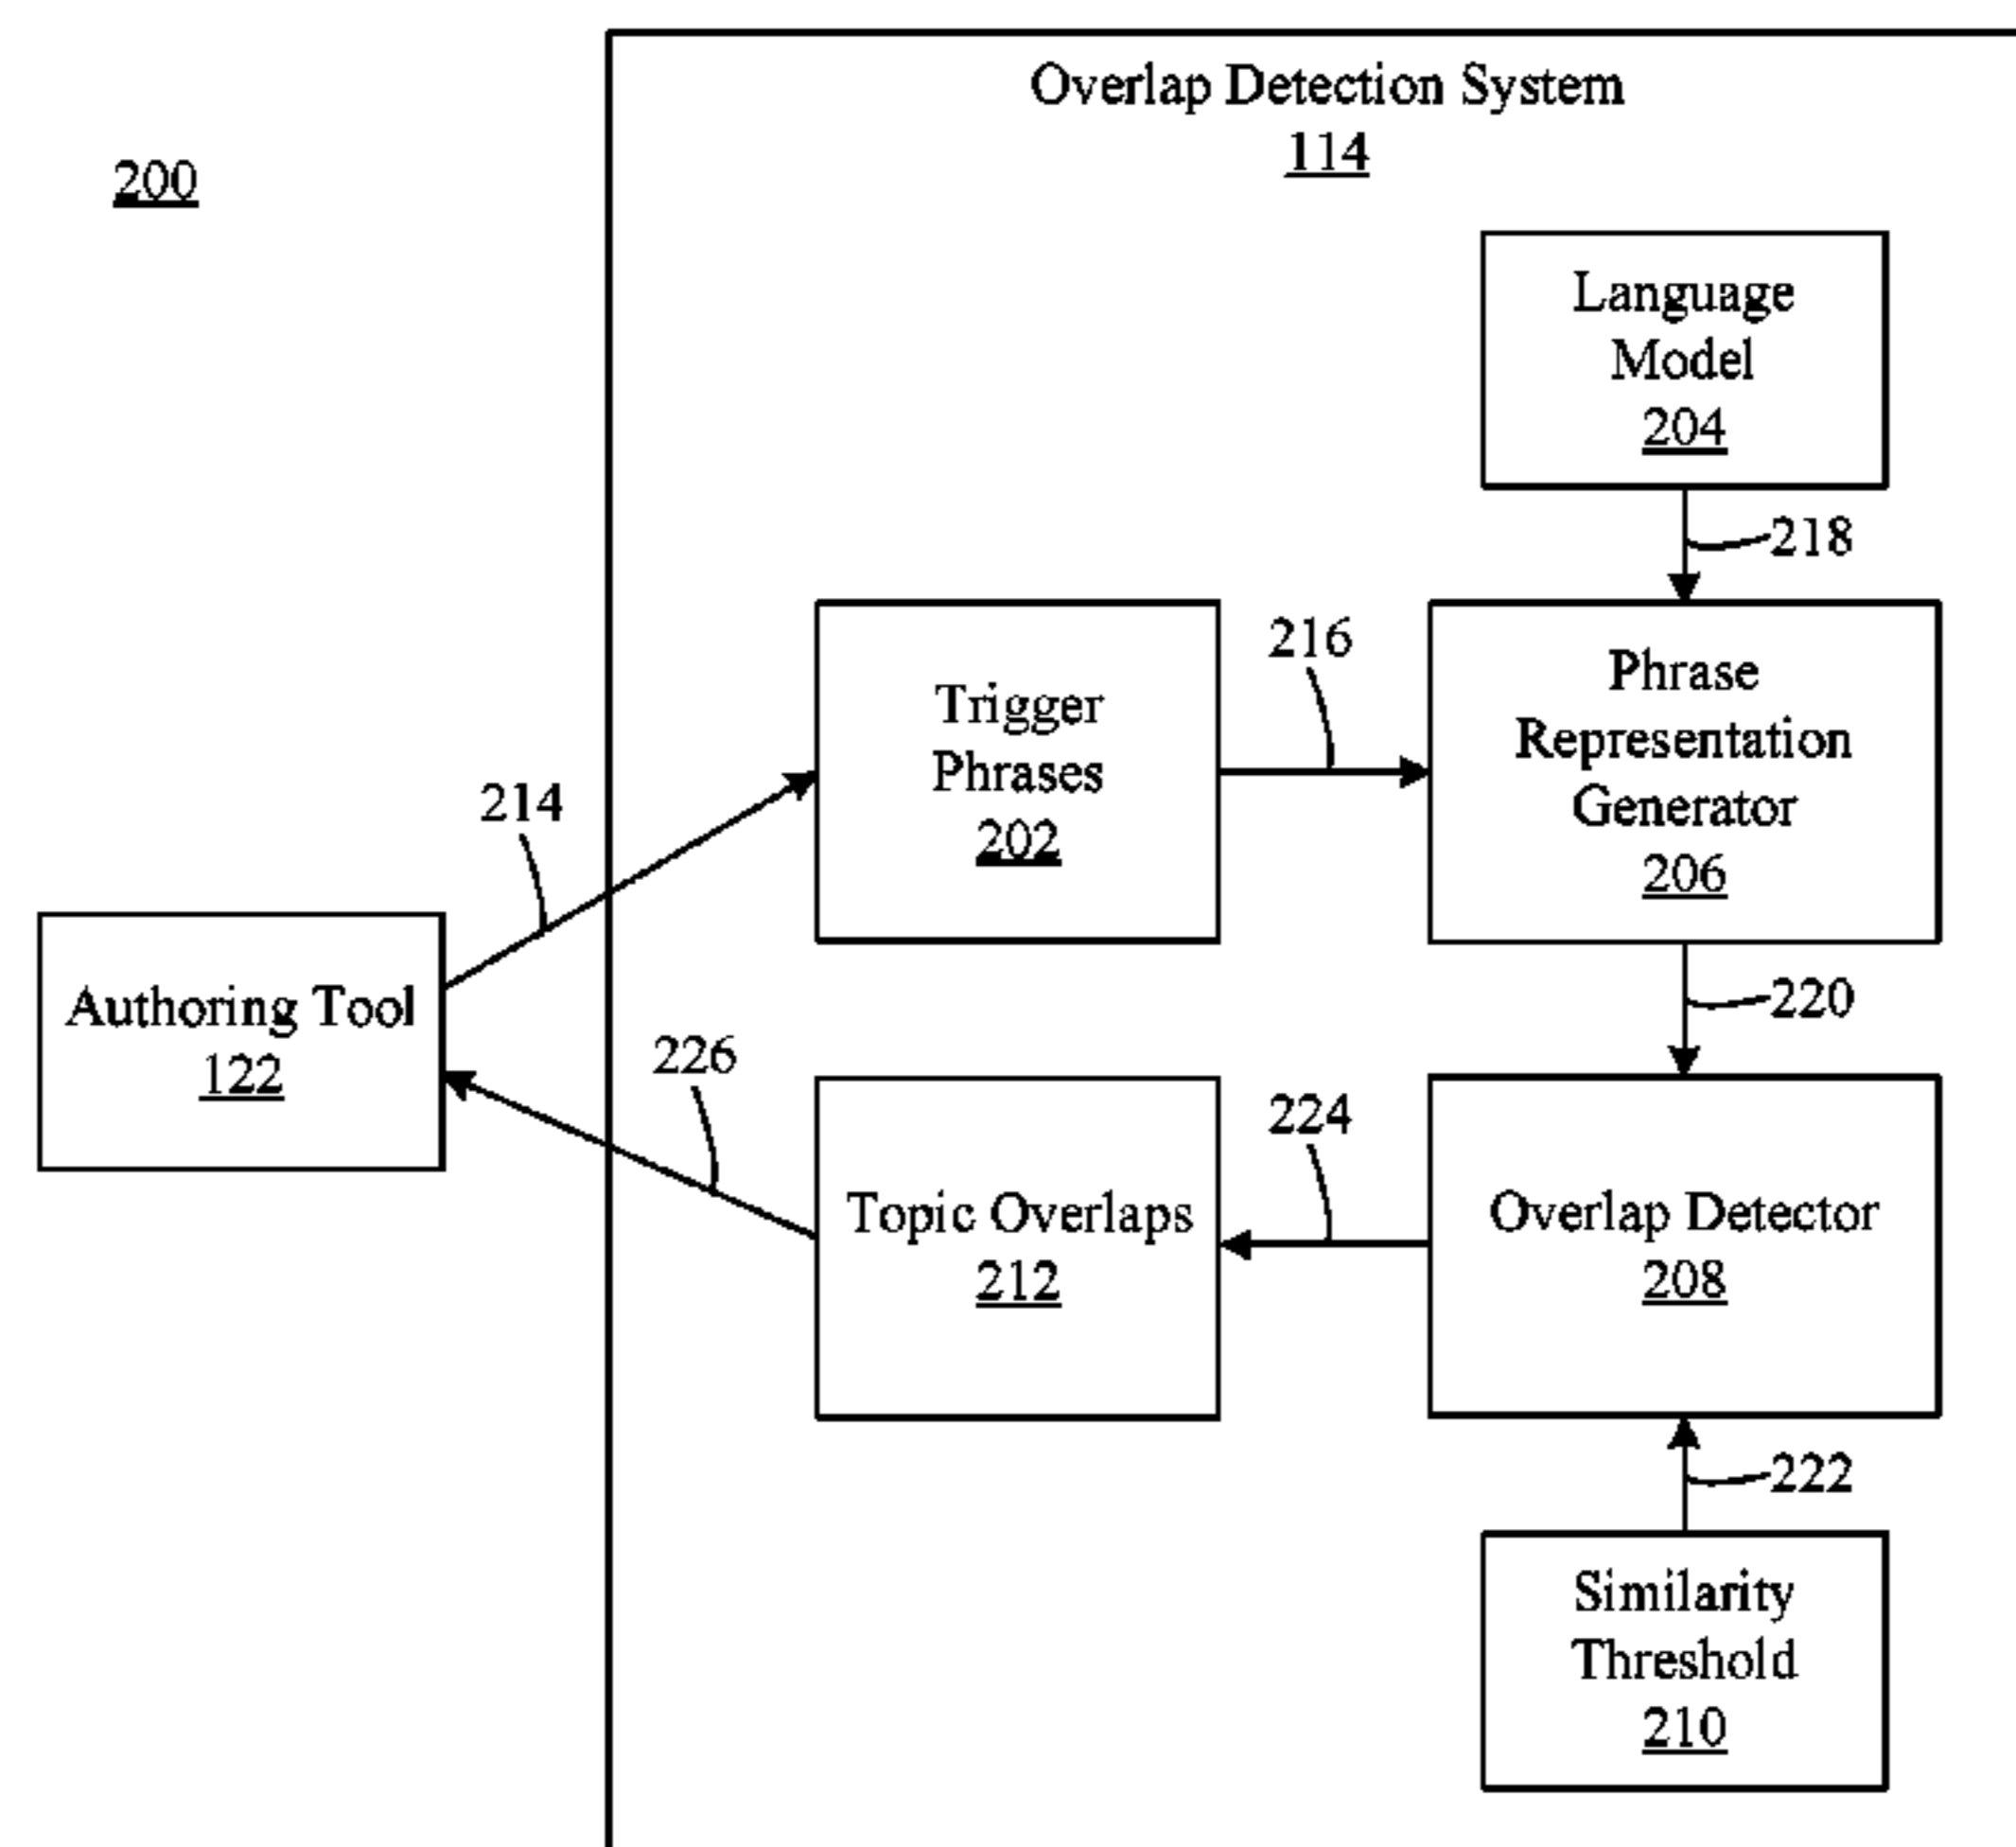 Overlap Detection System
114
200
Language
Model
204
218
216
Trigger
Phrases
202
Phrase
Representation
Generator
206
214
220
Authoring Tool
122
226
224
Topic Overlaps
212
Overlap Detector
208
222
Similarity
Threshold
210